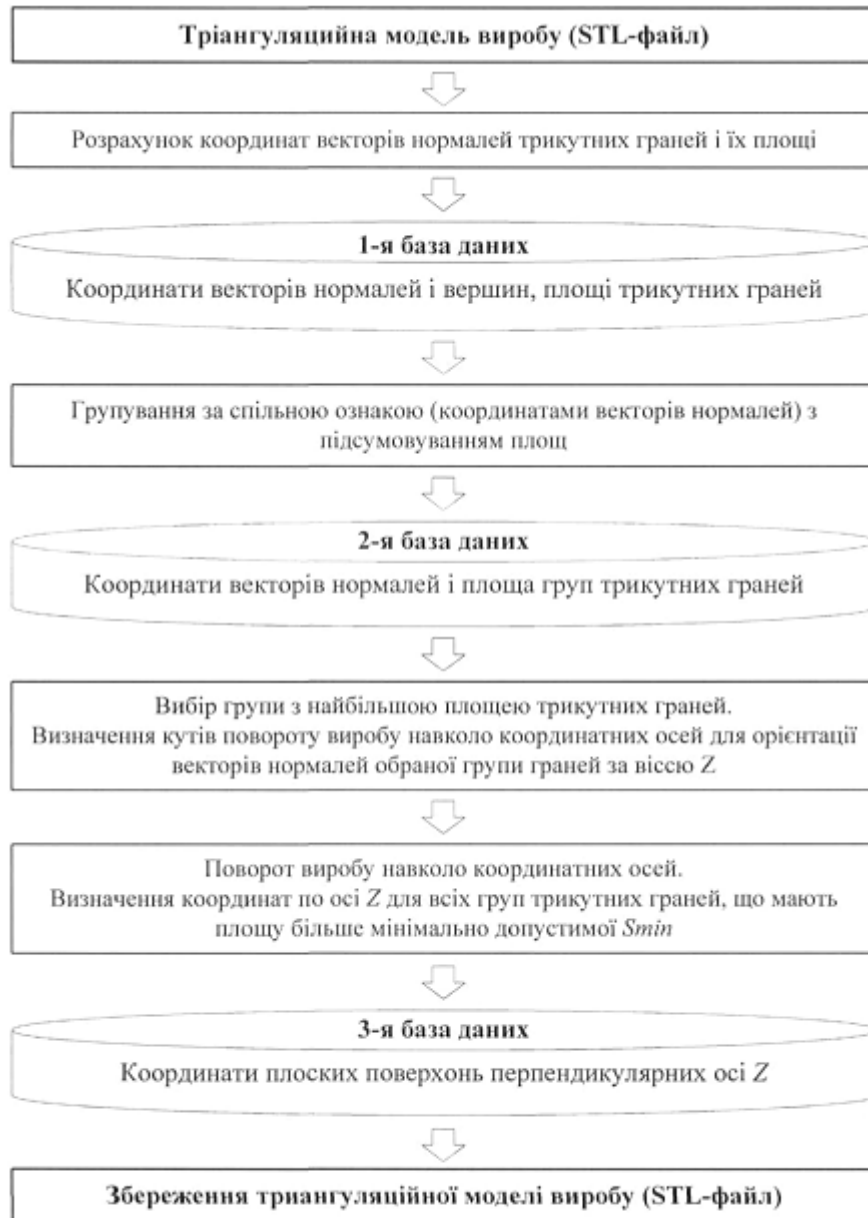 Тріангуляцийна модель виробу (STL-файл)
Розрахунок координат векторів нормалей трикутних граней і їх площі
1-я база даних
Координати векторів нормалей і вершин, площі трикутних граней
Групування за спільною ознакою (координатами векторів нормалей) з
підсумовуванням площ
2-я база даних
Координати векторів нормалей і площа груп трикутних граней
Вибір групи з найбільшою площею трикутних граней.
Визначення кутів повороту виробу навколо координатних осей для орієнтації
векторів нормалей обраної групи граней за віссю Z
Поворот виробу навколо координатних осей.
Визначення координат по осі Z для всіх груп трикутних граней, що мають
площу більше мінімально допустимої Smin
3-я база даних
Координати плоских поверхонь перпендикулярних осі Z
Збереження триангуляційної моделі виробу (STL-файл)